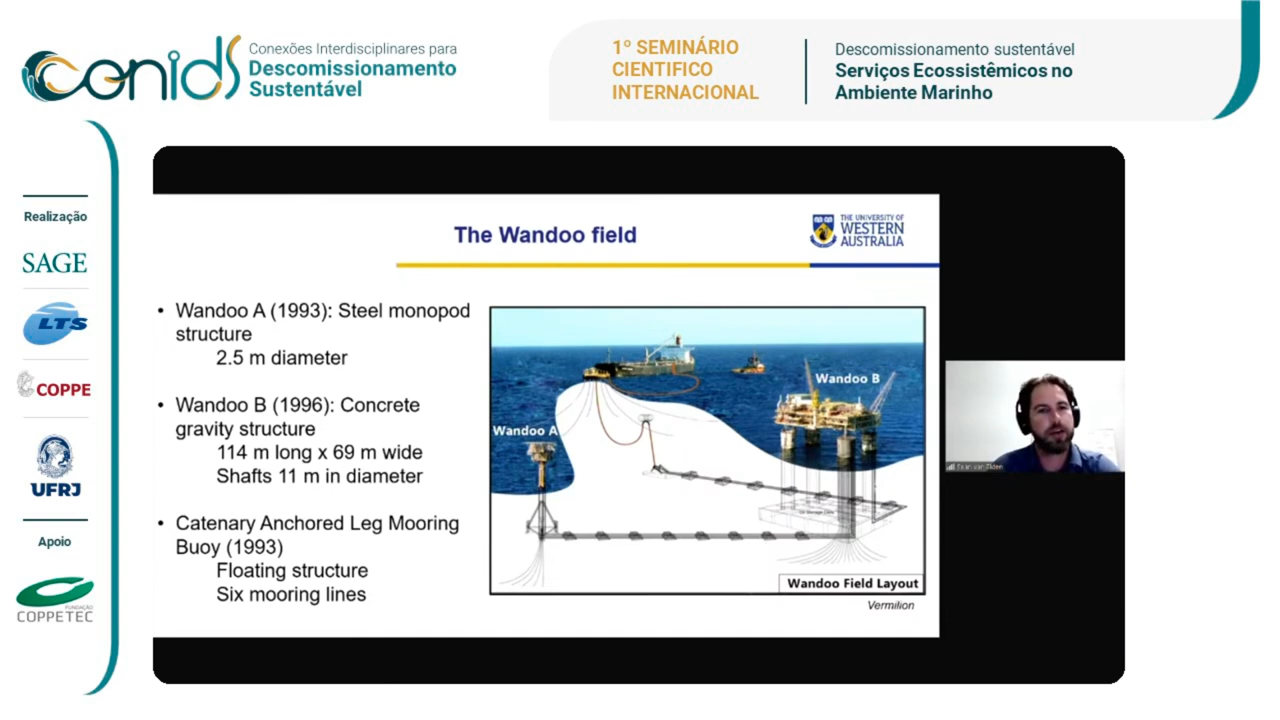 conids
Conexões Interdisciplinares para
Descomissionamento
Sustentável
1º SEMINÁRIO
CIENTIFICO
INTERNACIONAL
Descomissionamento sustentável
Serviços Ecossistêmicos no
Ambiente Marinho
Realização
SAGE
LTS
COPPE
UFRJ
Apoio
FUNDAÇÃO
COPPETEC
The Wandoo field
THE UNIVERSITY OF
WESTERN
AUSTRALIA
• Wandoo A (1993): Steel monopod
structure
2.5 m diameter
• Wandoo B (1996): Concrete
gravity structure
114 m long x 69 m wide
Shafts 11 m in diameter
• Catenary Anchored Leg Mooring
Buoy (1993)
Floating structure
Six mooring lines
Wandoo A
Wandoo B
Wandoo Field Layout
Vermilion